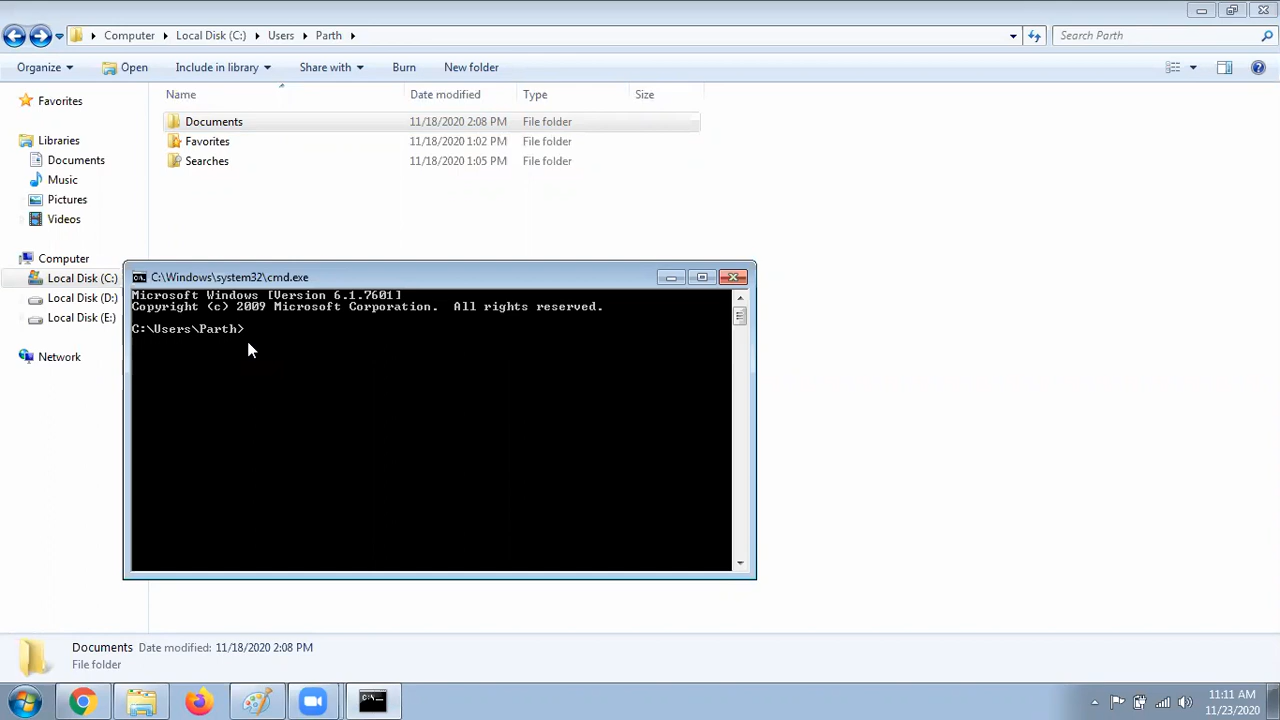 Computer Local Disk (C:) Users Parth
Search Parth
Organize Open Include in library Share with Burn New folder
Name Date modified Type Size
Favorites
Libraries
Documents
Music
Pictures
Videos
Computer
Local Disk (C:)
Local Disk (D:)
Local Disk (E:)
Network
Documents 11/18/2020 2:08 PM File folder
Favorites 11/18/2020 1:02 PM File folder
Searches 11/18/2020 1:05 PM File folder
C:\Windows\system32\cmd.exe
Microsoft Windows [Version 6.1.7601]
Copyright (c) 2009 Microsoft Corporation. All rights reserved.
C:\Users\Parth>
Documents Date modified: 11/18/2020 2:08 PM
File folder
11:11 AM
11/23/2020